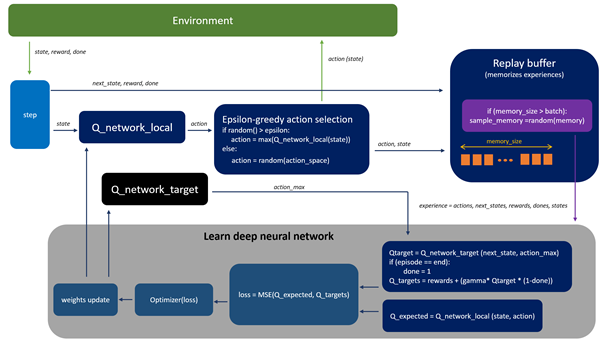 Environment
state, reward, done
action (state)
next_state, reward, done
Replay buffer
(memorizes experiences)
step
state
Q_network_local
action
Epsilon-greedy action selection
if random() > epsilon:
action = max(Q_network_local(state))
else:
action = random(action_space)
action, state
if (memory_size > batch):
sample_memory =random(memory)
memory_size
Q_network_target
action_max
experience = actions, next_states, rewards, dones, states
Learn deep neural network
Qtarget = Q_network_target (next_state, action_max)
if (episode == end):
done = 1
Q_targets = rewards + (gamma* Qtarget * (1-done))
weights update
Optimizer(loss)
loss = MSE(Q_expected, Q_targets)
Q_expected = Q_network_local (state, action)